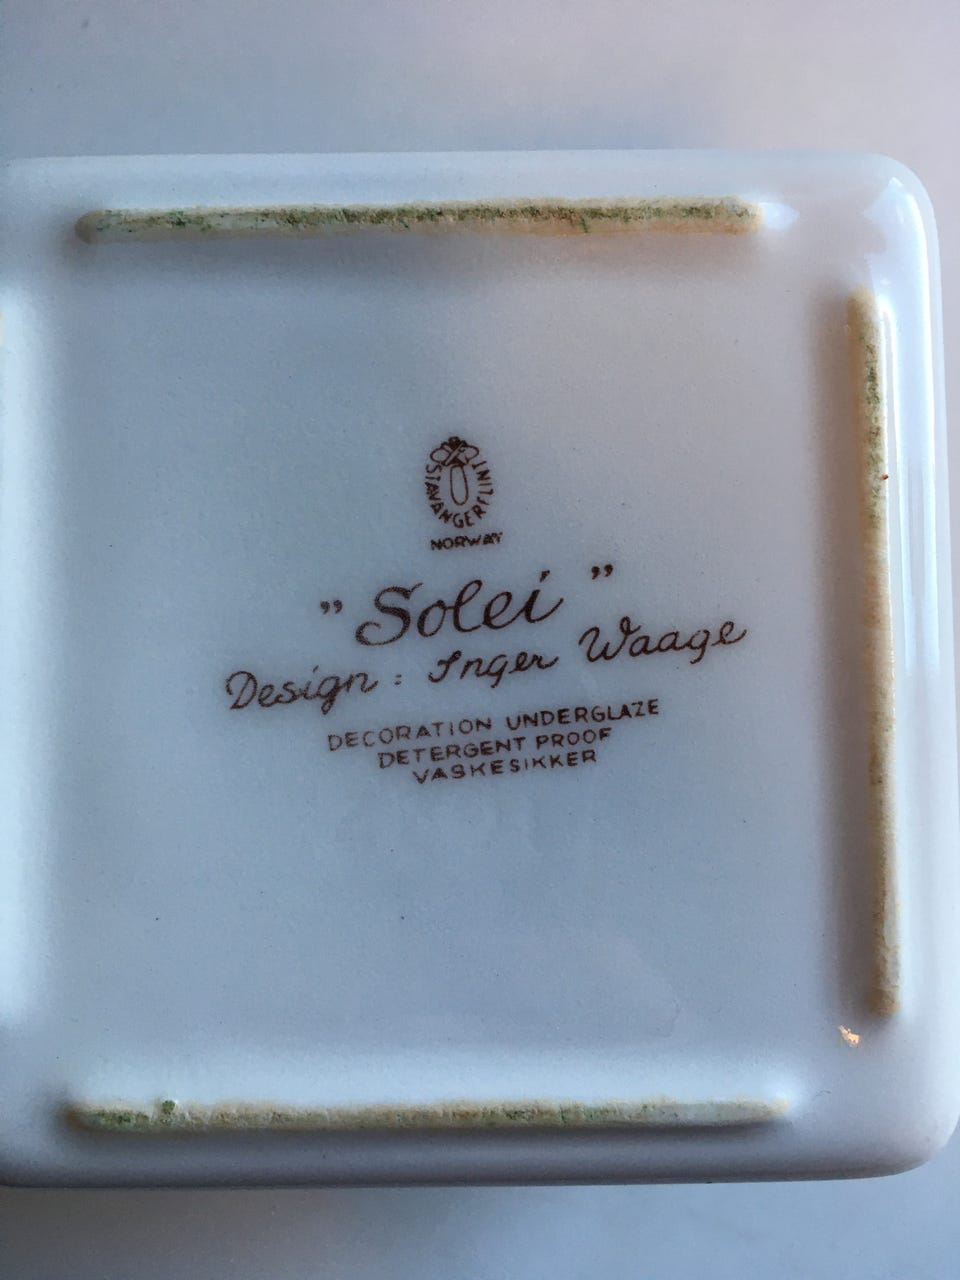 STAVANGERFLINT
NORWAY
"Solei"
Design: Inger Waage
DECORATION UNDERGLAZE
DETERGENT PROOF
VASKESIKKER